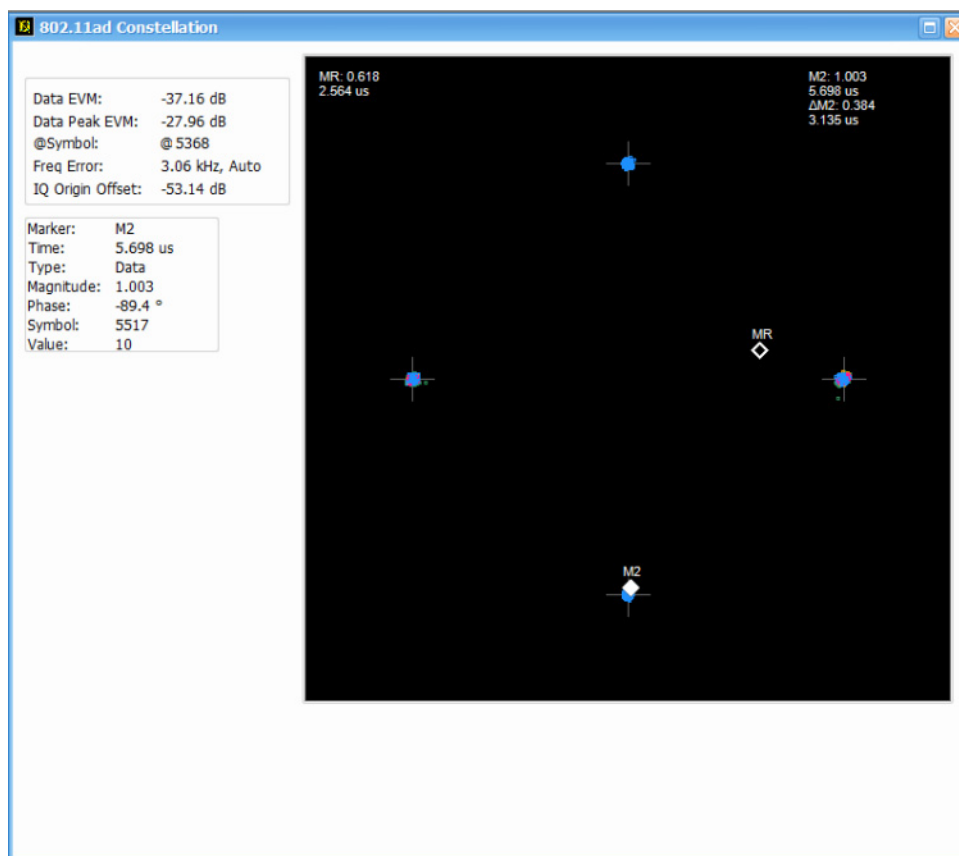 802.11ad Constellation
Data EVM: -37.16 dB
Data Peak EVM: -27.96 dB
@Symbol: @ 5368
Freq Error: 3.06 kHz, Auto
IQ Origin Offset: -53.14 dB
Marker: M2
Time: 5.698 us
Type: Data
Magnitude: 1.003
Phase: -89.4 °
Symbol: 5517
Value: 10
MR: 0.618
2.564 us
M2: 1.003
5.698 us
ΔM2: 0.384
3.135 us
MR
M2